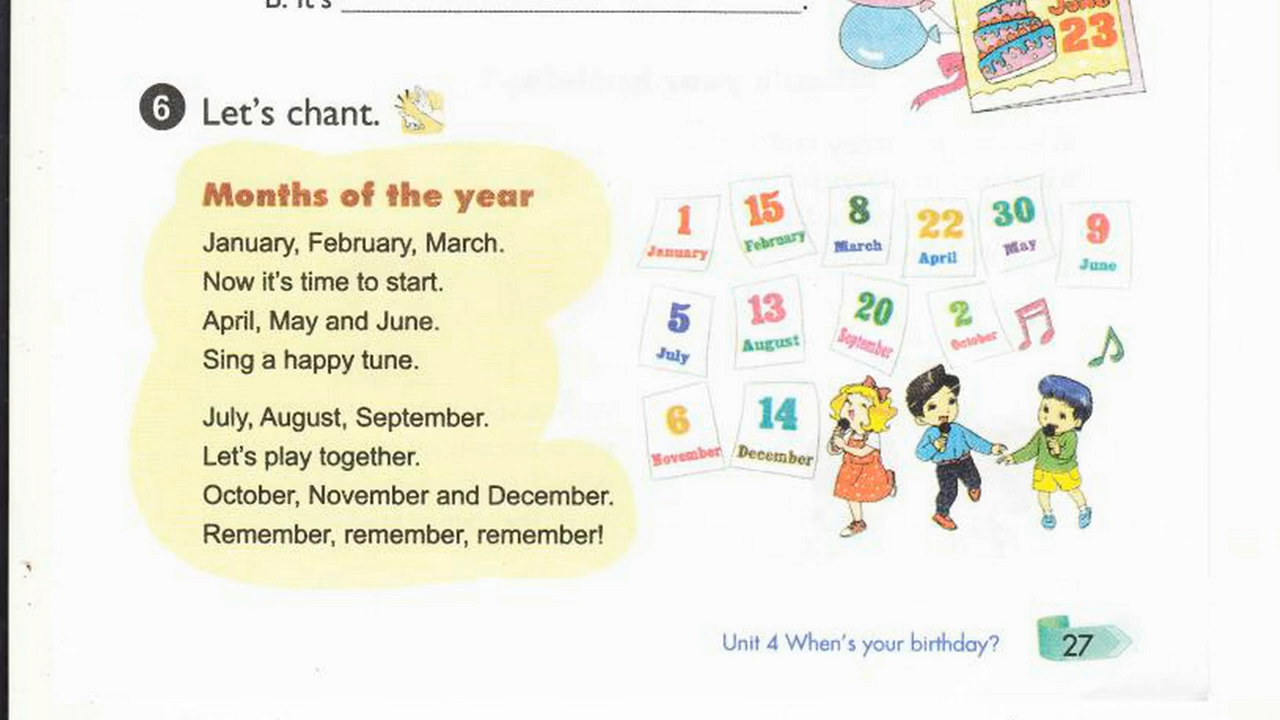 B: It's ________.
JUNE
23
6 Let's chant.
Months of the year
January, February, March.
Now it's time to start.
April, May and June.
Sing a happy tune.
July, August, September.
Let's play together.
October, November and December.
Remember, remember, remember!
1 January
15 February
8 March
22 April
30 May
9 June
5 July
13 August
20 September
2 October
6 November
14 December
Unit 4 When's your birthday?
27